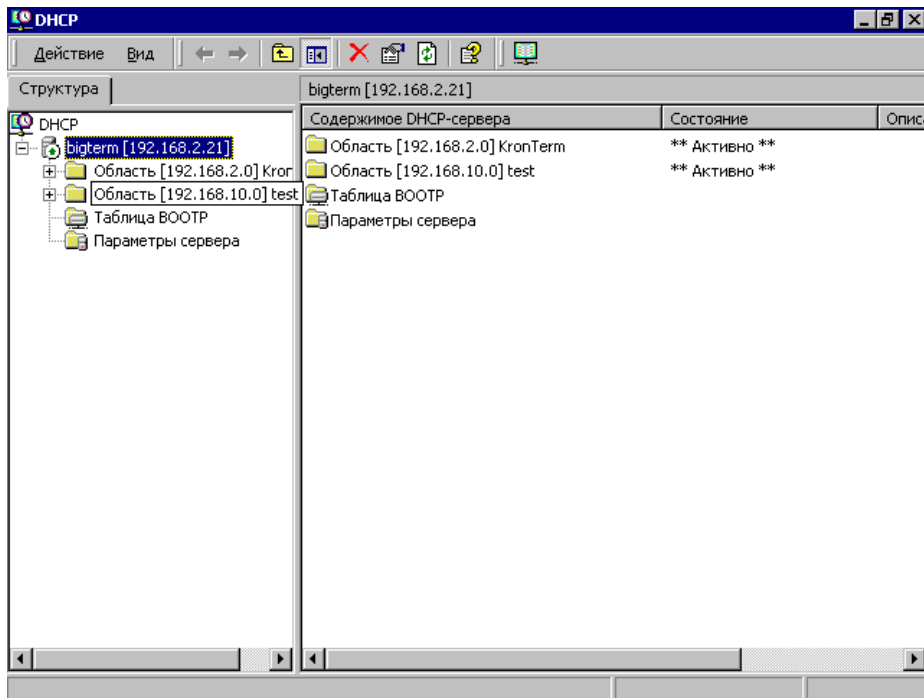 DHCP
Действие Вид
Структура
bigterm [192.168.2.21]
DHCP
bigterm [192.168.2.21]
Область [192.168.2.0] Kror
Область [192.168.10.0] test
Таблица BOOTP
Параметры сервера
Содержимое DHCP-сервера Состояние Опис
Область [192.168.2.0] KronTerm ** Активно **
Область [192.168.10.0] test ** Активно **
Таблица BOOTP
Параметры сервера